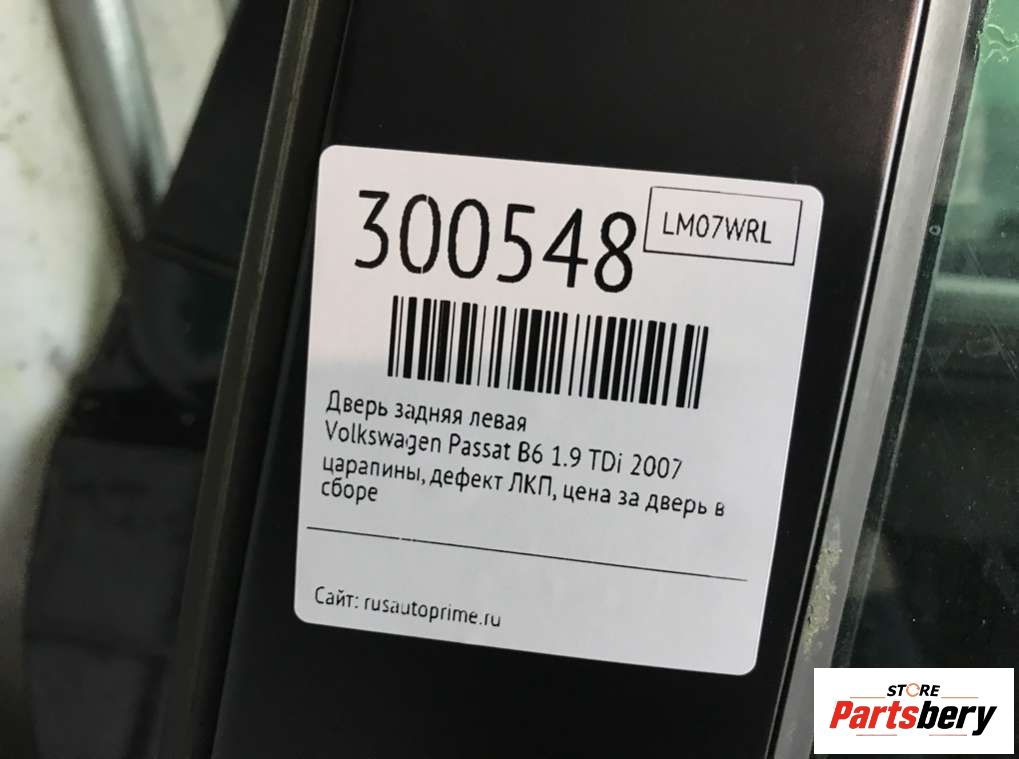 300548
LM07WRL
Дверь задняя левая
Volkswagen Passat B6 1.9 TDi 2007
царапины, дефект ЛКП, цена за дверь в
сборе
Сайт: rusautoprime.ru
STORE
Partsbery